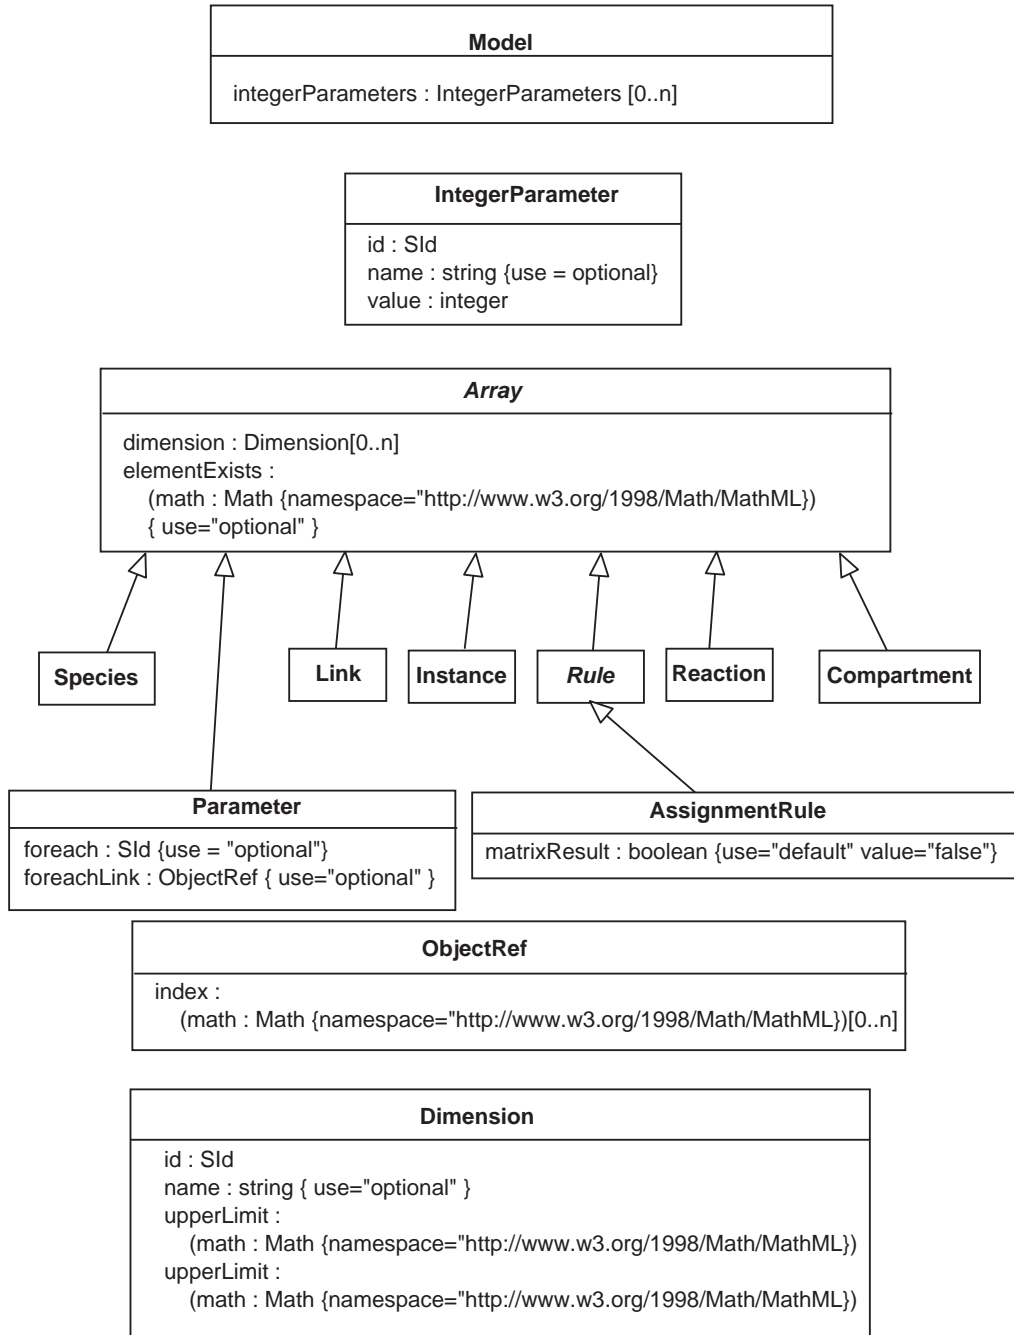 Model
integerParameters : IntegerParameters [0..n]
IntegerParameter
id : SId
name : string {use = optional}
value : integer
Array
dimension : Dimension[0..n]
elementExists :
(math : Math {namespace="http://www.w3.org/1998/Math/MathML})
{ use="optional" }
Species
Link
Instance
Rule
Reaction
Compartment
Parameter
foreach : SId {use = "optional"}
foreachLink : ObjectRef { use="optional" }
AssignmentRule
matrixResult : boolean {use="default" value="false"}
ObjectRef
index :
(math : Math {namespace="http://www.w3.org/1998/Math/MathML})[0..n]
Dimension
id : SId
name : string { use="optional" }
upperLimit :
(math : Math {namespace="http://www.w3.org/1998/Math/MathML})
upperLimit :
(math : Math {namespace="http://www.w3.org/1998/Math/MathML})